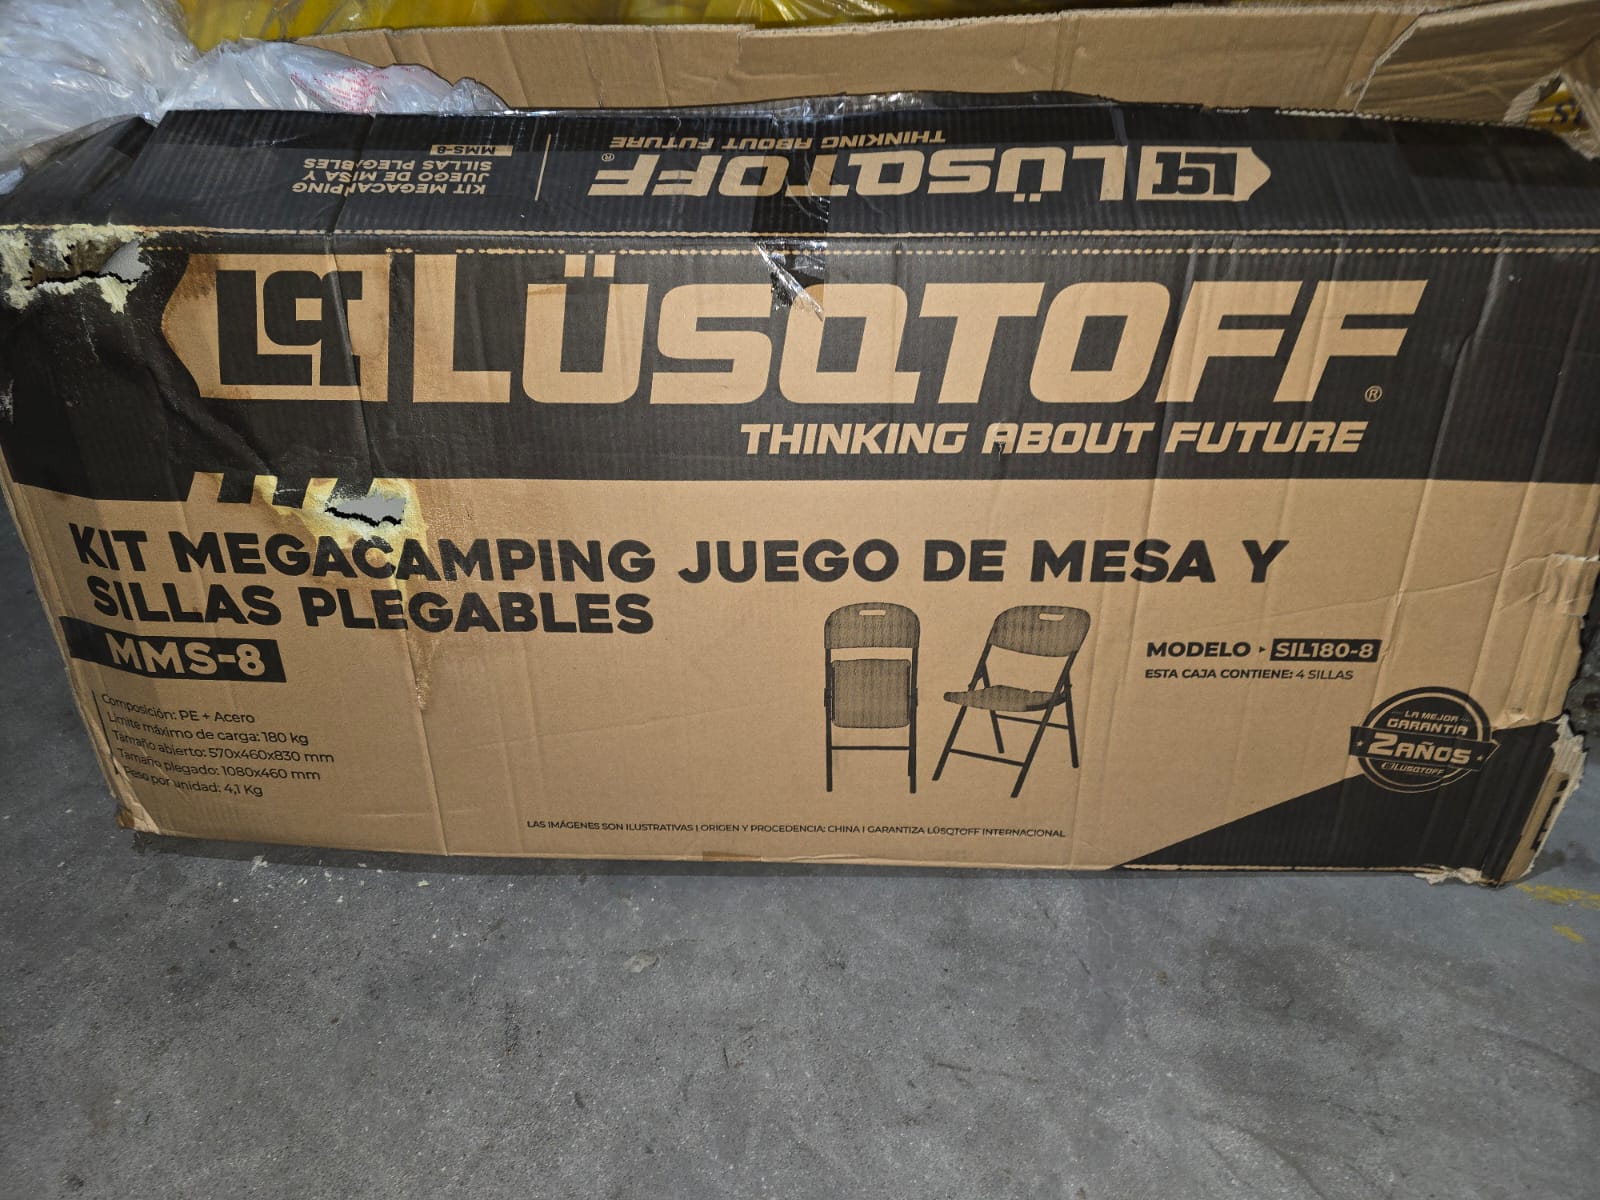 KIT MEGACAMPING
JUEGO DE MESA Y
SILLAS PLEGABLES
MMS-8
LÜSQTOFF®
THINKING ABOUT FUTURE
LÜSQTOFF®
THINKING ABOUT FUTURE
KIT MEGACAMPING JUEGO DE MESA Y
SILLAS PLEGABLES
MMS-8
Composición: PE + Acero
Límite máximo de carga: 180 kg
Tamaño abierto: 570x460x830 mm
Tamaño plegado: 1080x460 mm
Peso por unidad: 4,1 Kg
MODELO SIL180-8
ESTA CAJA CONTIENE: 4 SILLAS
LA MEJOR
GARANTÍA
2 AÑOS
LÜSQTOFF
LAS IMÁGENES SON ILUSTRATIVAS | ORIGEN Y PROCEDENCIA: CHINA | GARANTIZA LÜSQTOFF INTERNACIONAL